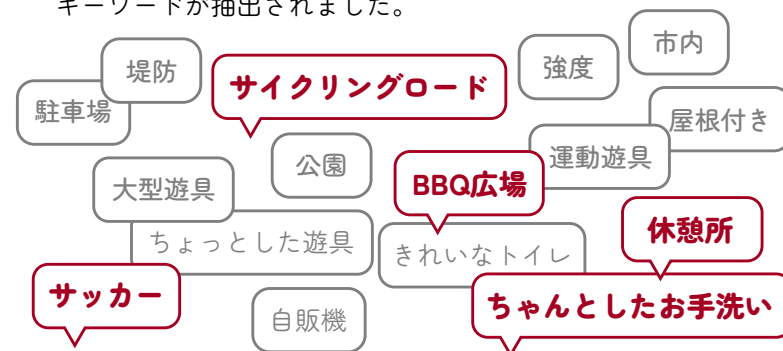 キーワードが抽出されました。
市内
堤防
強度
サイクリングロード
駐車場
屋根付き
公園
運動遊具
大型遊具
BBQ広場
ちょっとした遊具
きれいなトイレ
休憩所
サッカー
自販機
ちゃんとしたお手洗い